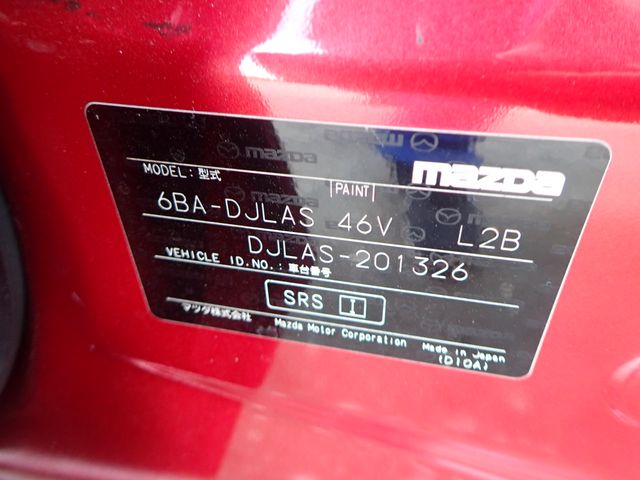 mazda
MODEL: 型式
PAINT
6BA-DJLAS 46V L2B
DJLAS-201326
VEHICLE ID.NO.: 車台番号
SRS I
マツダ株式会社 Mazda Motor Corporation Made in Japan
(D10A)